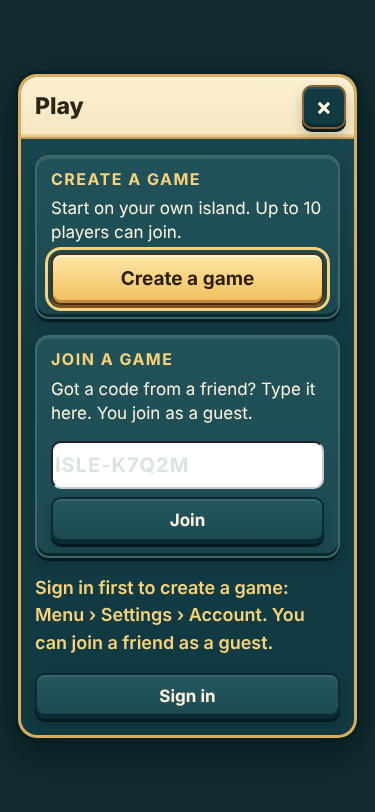 Play
×
CREATE A GAME
Start on your own island. Up to 10
players can join.
Create a game
JOIN A GAME
Got a code from a friend? Type it
here. You join as a guest.
ISLE-K7Q2M
Join
Sign in first to create a game:
Menu › Settings › Account. You
can join a friend as a guest.
Sign in